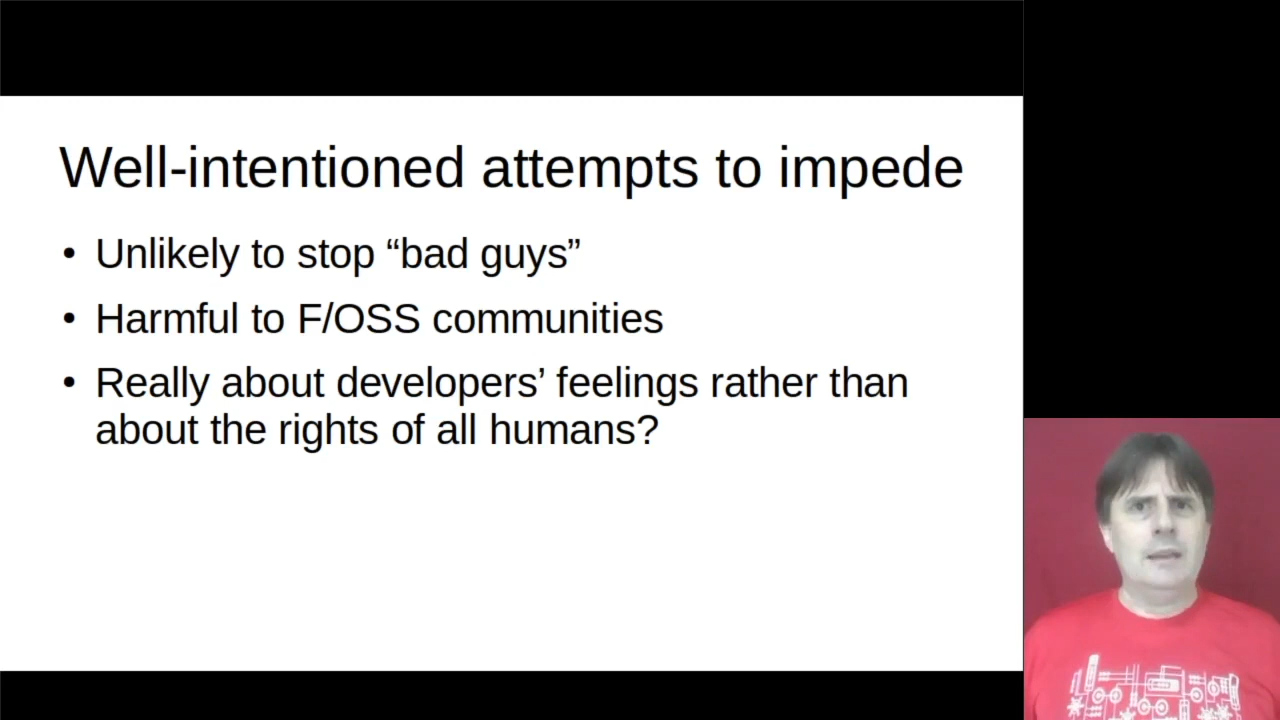 Well-intentioned attempts to impede
• Unlikely to stop “bad guys”
• Harmful to F/OSS communities
• Really about developers’ feelings rather than
about the rights of all humans?